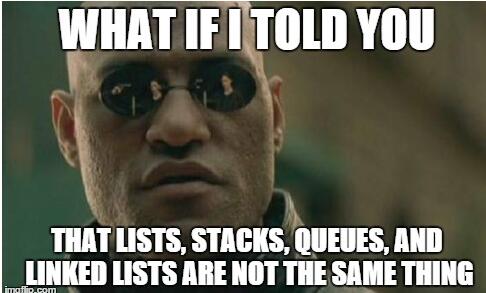 WHAT IF I TOLD YOU
THAT LISTS, STACKS, QUEUES, AND
LINKED LISTS ARE NOT THE SAME THING
imgflip.com